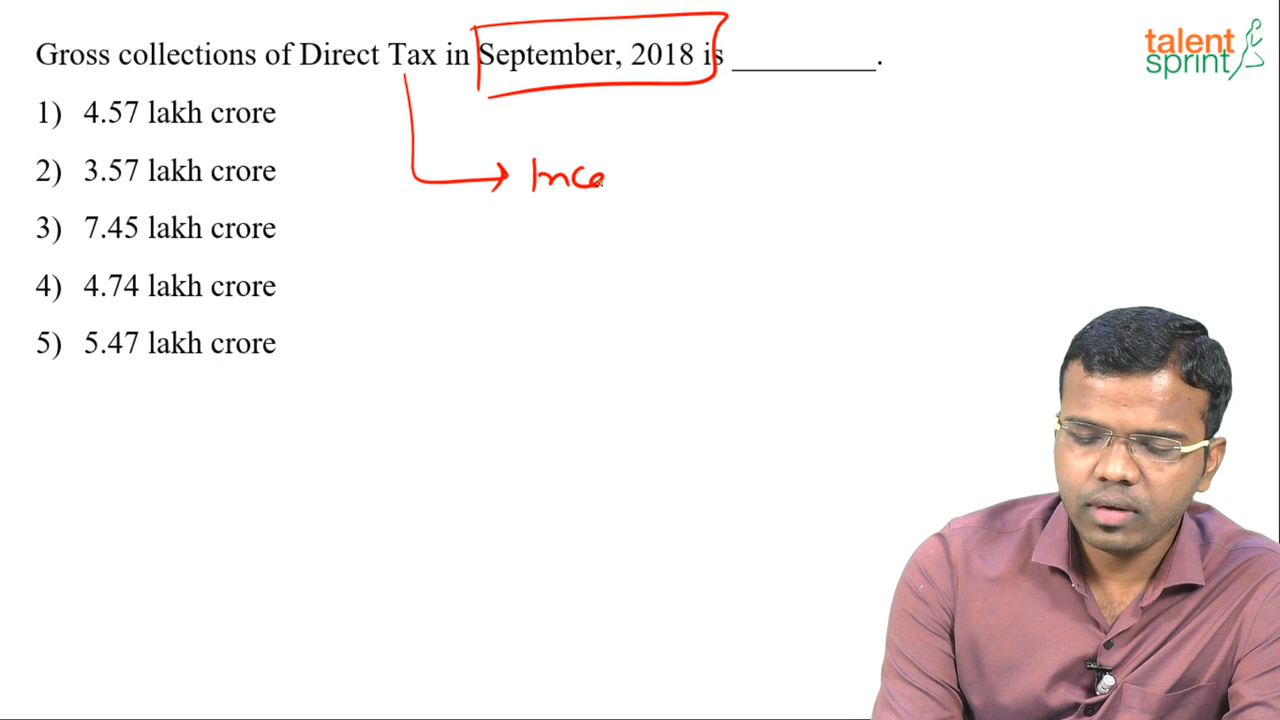 Gross collections of Direct Tax in September, 2018 is __________.
talent
sprint
1) 4.57 lakh crore
2) 3.57 lakh crore
Inco
3) 7.45 lakh crore
4) 4.74 lakh crore
5) 5.47 lakh crore